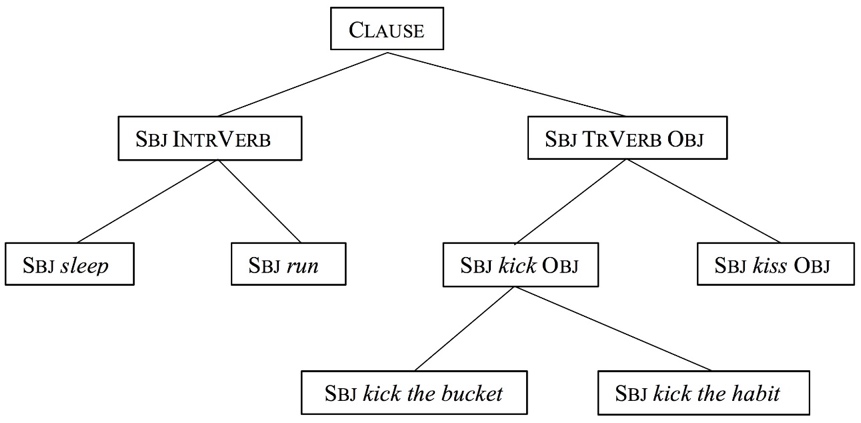 CLAUSE
SBJ INTRVERB
SBJ TRVERB OBJ
SBJ sleep
SBJ run
SBJ kick OBJ
SBJ kiss OBJ
SBJ kick the bucket
SBJ kick the habit